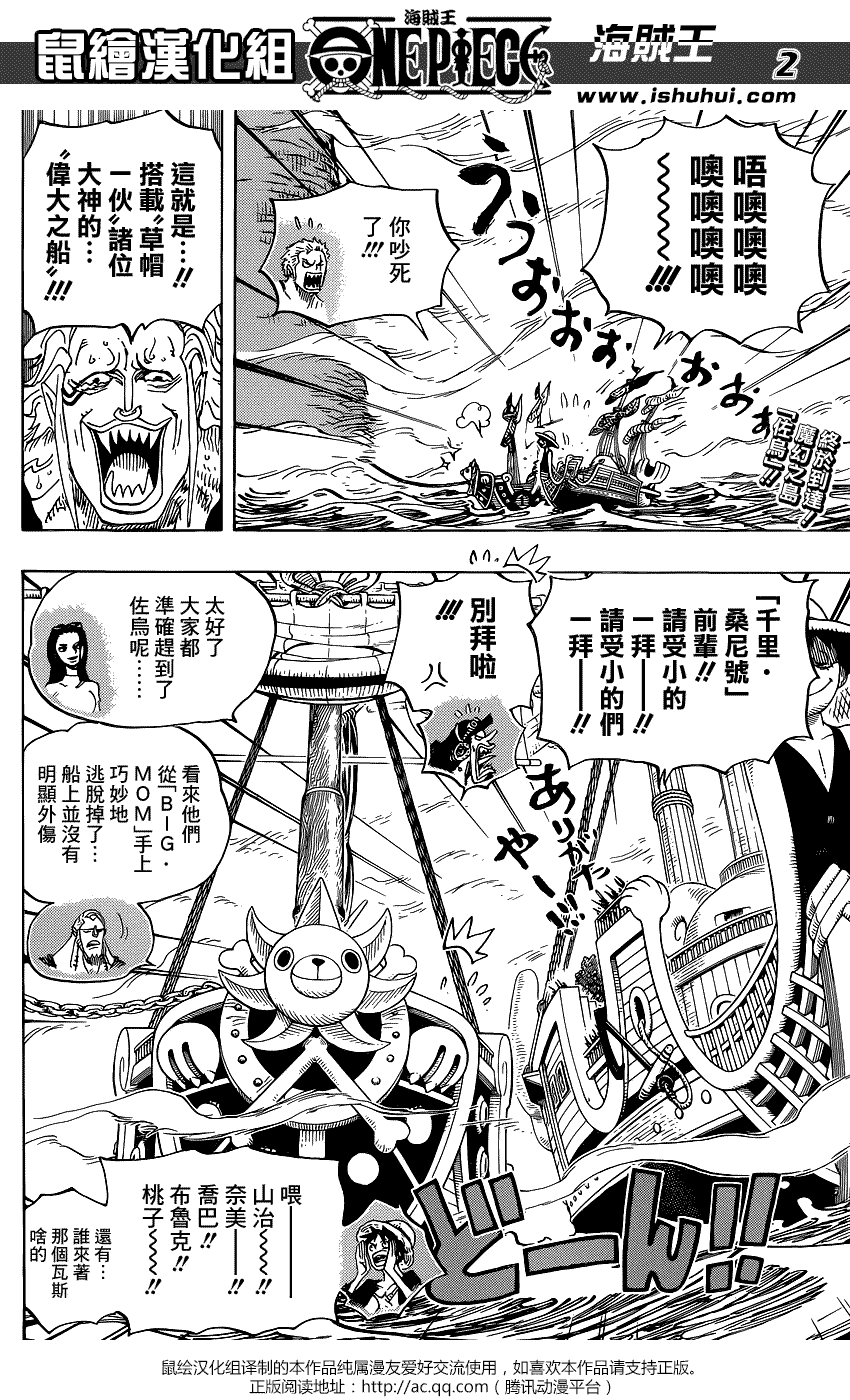 鼠繪漢化組
海賊王
ONE PIECE
海賊王
2
www.ishuhui.com
唔噢噢噢噢
噢噢噢噢
〜〜〜〜!!!
うぅっおおおおおおぉ
終於到達
魔幻之島
「佐烏」!!
你吵死
了!!!
這就是…!!
搭載〝草帽
一伙〞諸位
大神的…
〝偉大之船〞!!!
「千里·
桑尼號」
前輩!!
請受小的
一拜——!!
請受小的們
一拜——!!
別拜啦
!!!
ありがた
やー!!!
太好了
大家都
準確趕到了
佐烏呢……
看來他們
從「BIG·
MOM」手上
巧妙地
逃脫掉了…
船上並沒有
明顯外傷
どーん!!
喂——
山治〜〜!!
奈美——!!
喬巴!!
布魯克!!
桃子〜〜〜!!
還有…
誰來著
那個瓦斯
啥的
鼠绘汉化组译制的本作品纯属漫友爱好交流使用，如喜欢本作品请支持正版。
正版阅读地址：http://ac.qq.com（腾讯动漫平台）